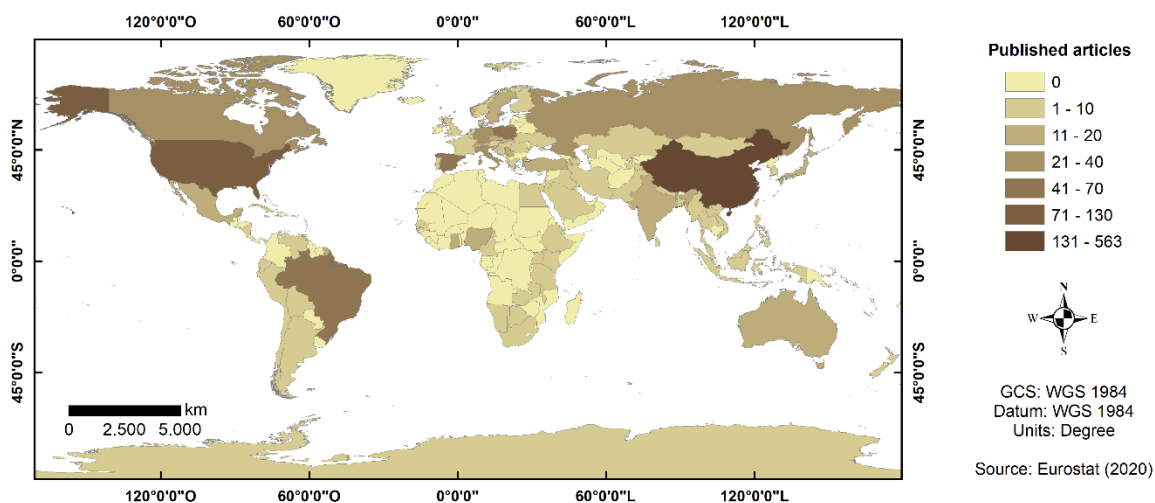 120°0'0"O 60°0'0"O 0°0'0" 60°0'0"L 120°0'0"L
45°0'0"N
0°0'0"
45°0'0"S
45°0'0"N
0°0'0"
45°0'0"S
km
0 2.500 5.000
120°0'0"O 60°0'0"O 0°0'0" 60°0'0"L 120°0'0"L
Published articles
0
1 - 10
11 - 20
21 - 40
41 - 70
71 - 130
131 - 563
N
W E
S
GCS: WGS 1984
Datum: WGS 1984
Units: Degree
Source: Eurostat (2020)